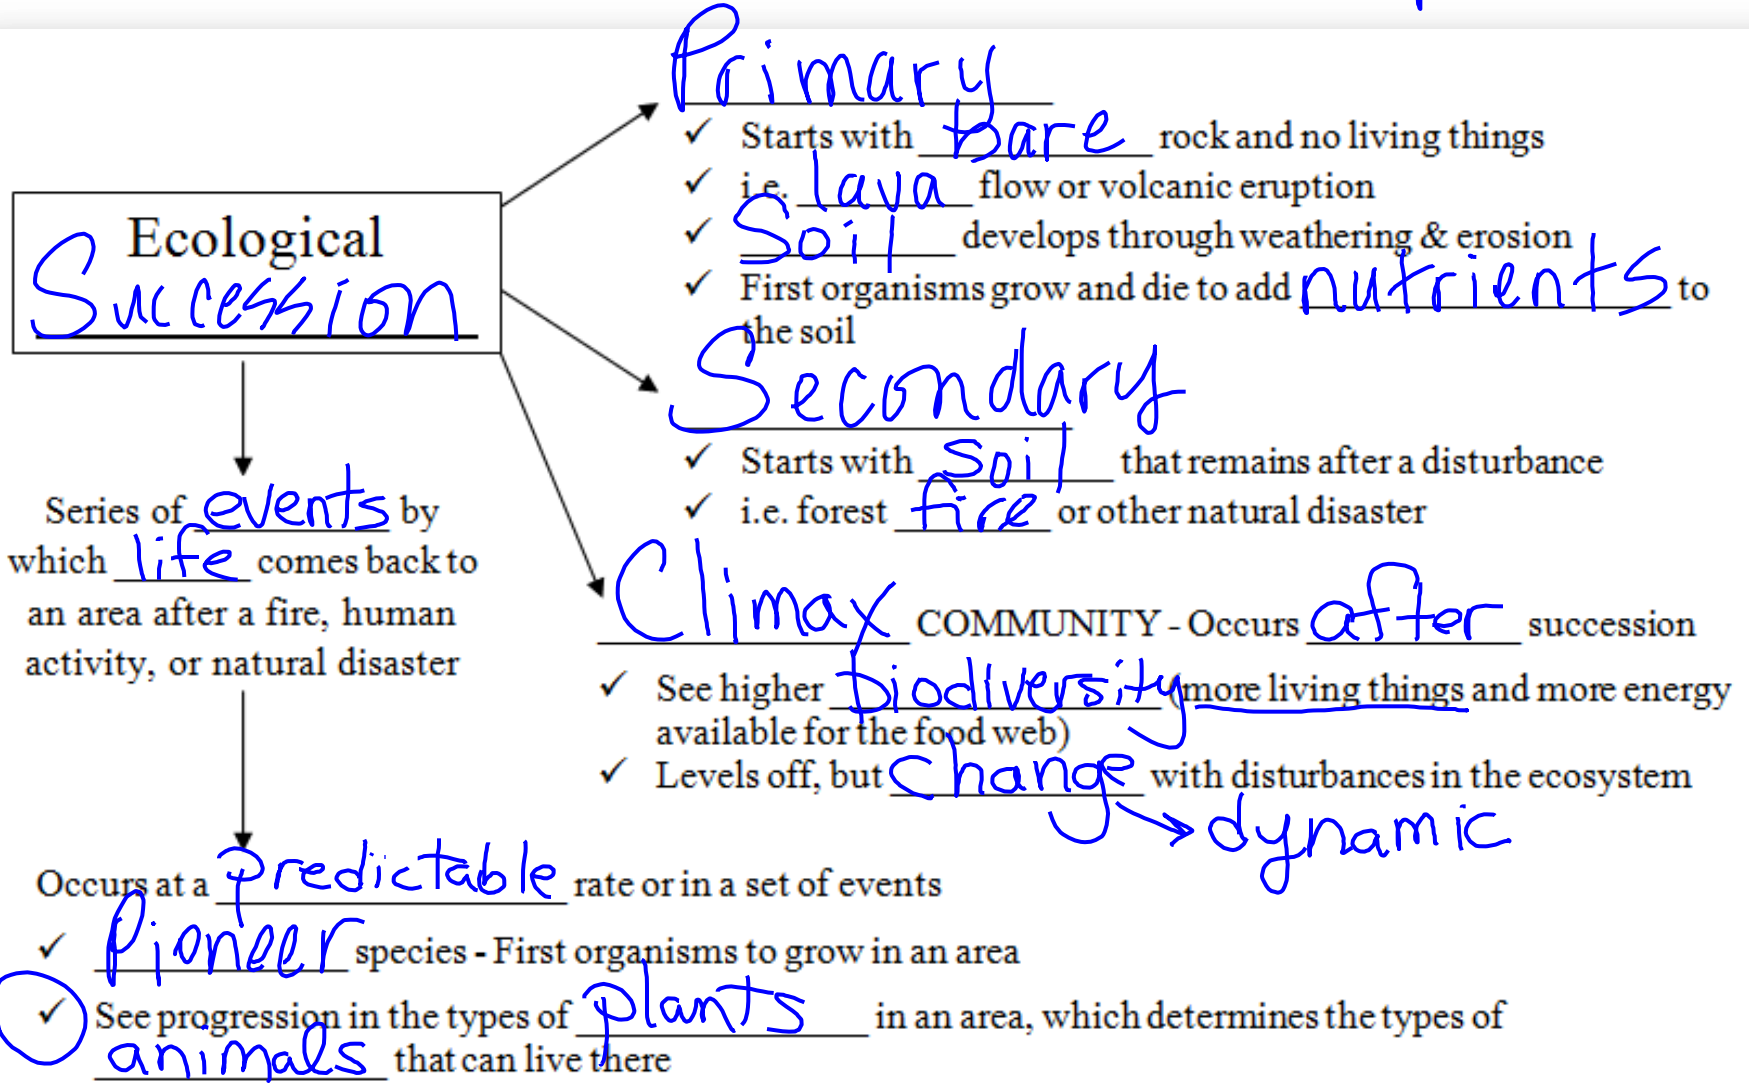 Primary
✓ Starts with bare rock and no living things
✓ i.e. lava flow or volcanic eruption
✓ Soil develops through weathering & erosion
✓ First organisms grow and die to add nutrients to
the soil
Ecological
Succession
Secondary
✓ Starts with soil that remains after a disturbance
✓ i.e. forest fire or other natural disaster
Series of events by
which life comes back to
an area after a fire, human
activity, or natural disaster
Climax COMMUNITY - Occurs after succession
✓ See higher biodiversity (more living things and more energy
available for the food web)
✓ Levels off, but change with disturbances in the ecosystem
dynamic
Occurs at a predictable rate or in a set of events
✓ Pioneer species - First organisms to grow in an area
✓ See progression in the types of plants in an area, which determines the types of
animals that can live there